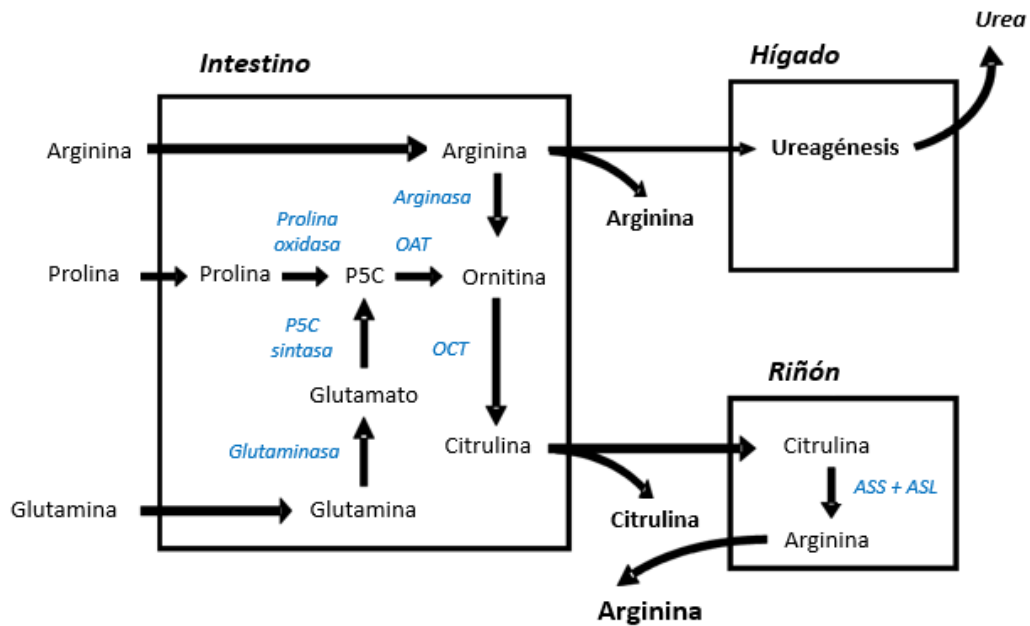 Urea
Intestino
Hígado
Arginina
Arginina
Ureagénesis
Arginasa
Arginina
Prolina
oxidasa
OAT
Prolina
Prolina
P5C
Ornitina
P5C
sintasa
OCT
Riñón
Glutamato
Glutaminasa
Citrulina
Citrulina
ASS + ASL
Glutamina
Glutamina
Citrulina
Arginina
Arginina